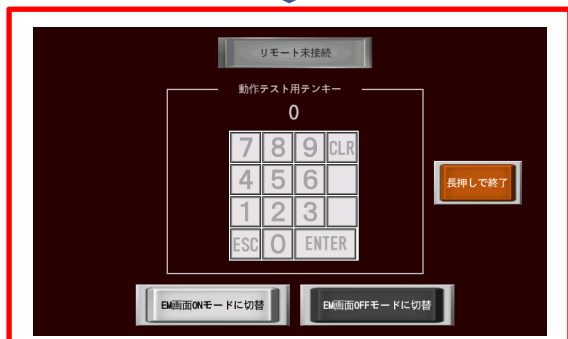 リモート未接続
動作テスト用テンキー
0
7 8 9 CLR
4 5 6
1 2 3
ESC 0 ENTER
長押しで終了
EM画面ONモードに切替
EM画面OFFモードに切替